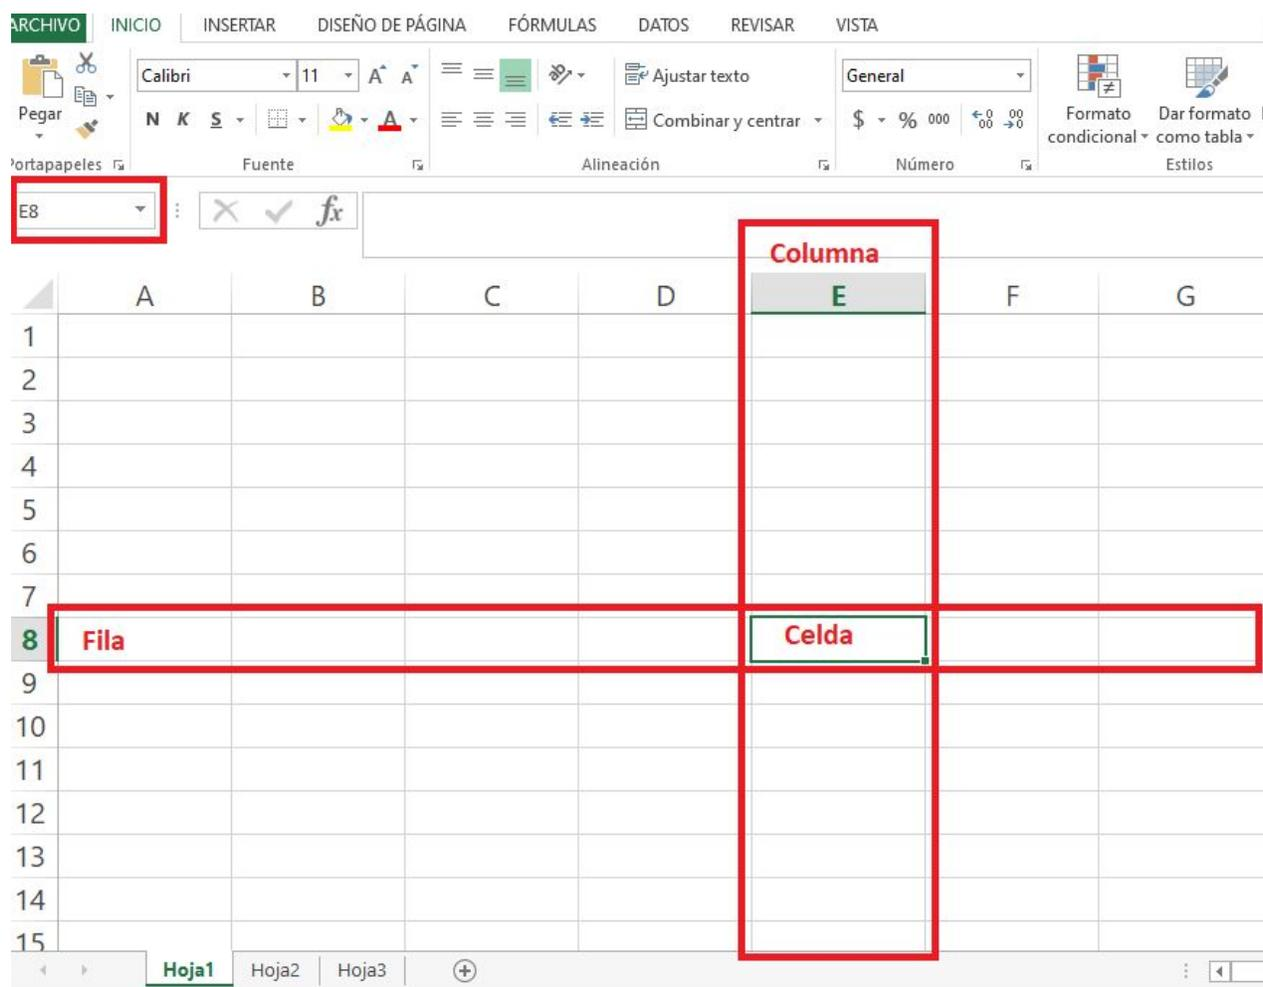 ARCHIVO INICIO INSERTAR DISEÑO DE PÁGINA FÓRMULAS DATOS REVISAR VISTA
Calibri 11 A A Ajustar texto General
Pegar N K S A Combinar y centrar $ % 000 ,00 Formato condicional Dar formato como tabla
Portapapeles Fuente Alineación Número Estilos
E8 fx
Columna
A B C D E F G
1
2
3
4
5
6
7
8 Fila Celda
9
10
11
12
13
14
15
Hoja1 Hoja2 Hoja3